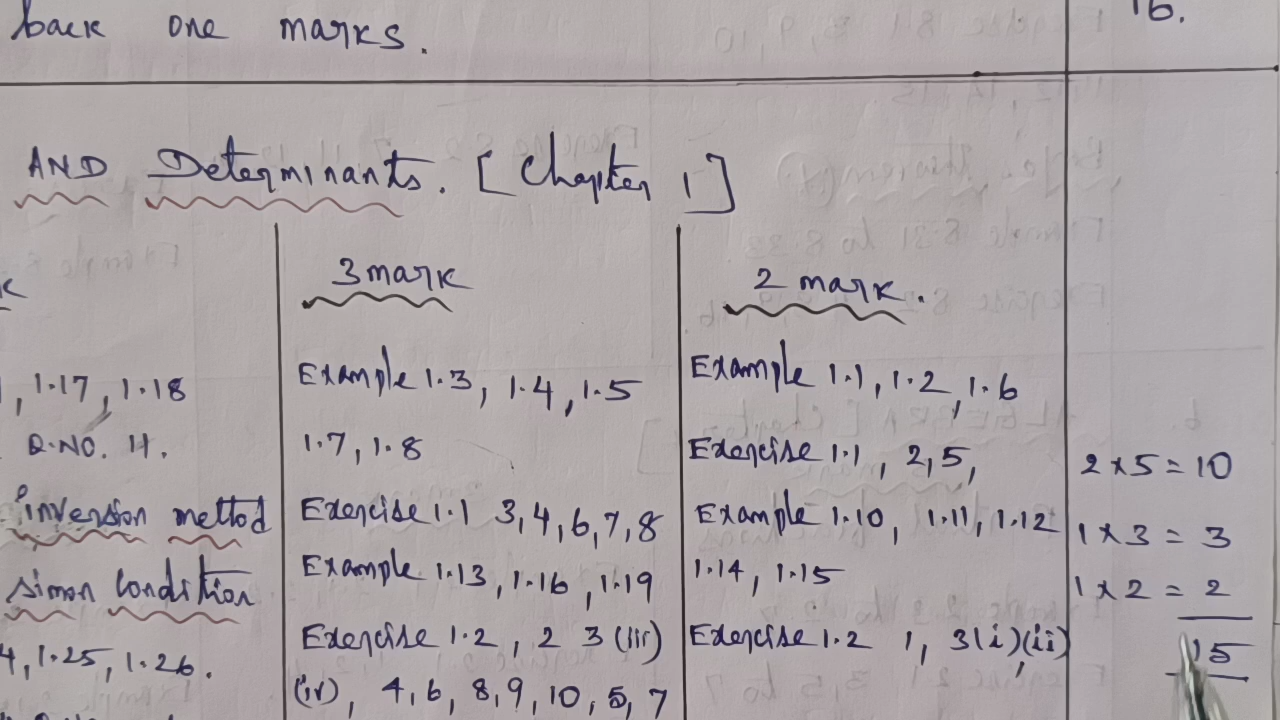 back one marks.
16.
AND Determinants. [Chapter 1]
3 mark
2 mark.
, 1.17, 1.18
Q.NO. 4.
inversion method
condition
4, 1.25, 1.26.
Example 1.3, 1.4, 1.5
1.7, 1.8
Exercise 1.1 3,4,6,7,8
Example 1.13, 1.16, 1.19
Exercise 1.2, 2 3(iii)
(iv), 4,6,8,9,10,5,7
Example 1.1, 1.2, 1.6
Exercise 1.1, 2,5,
Example 1.10, 1.11, 1.12
1.14, 1.15
Exercise 1.2 1, 3(i),(ii)
2 x 5 = 10
1 x 3 = 3
1 x 2 = 2
15